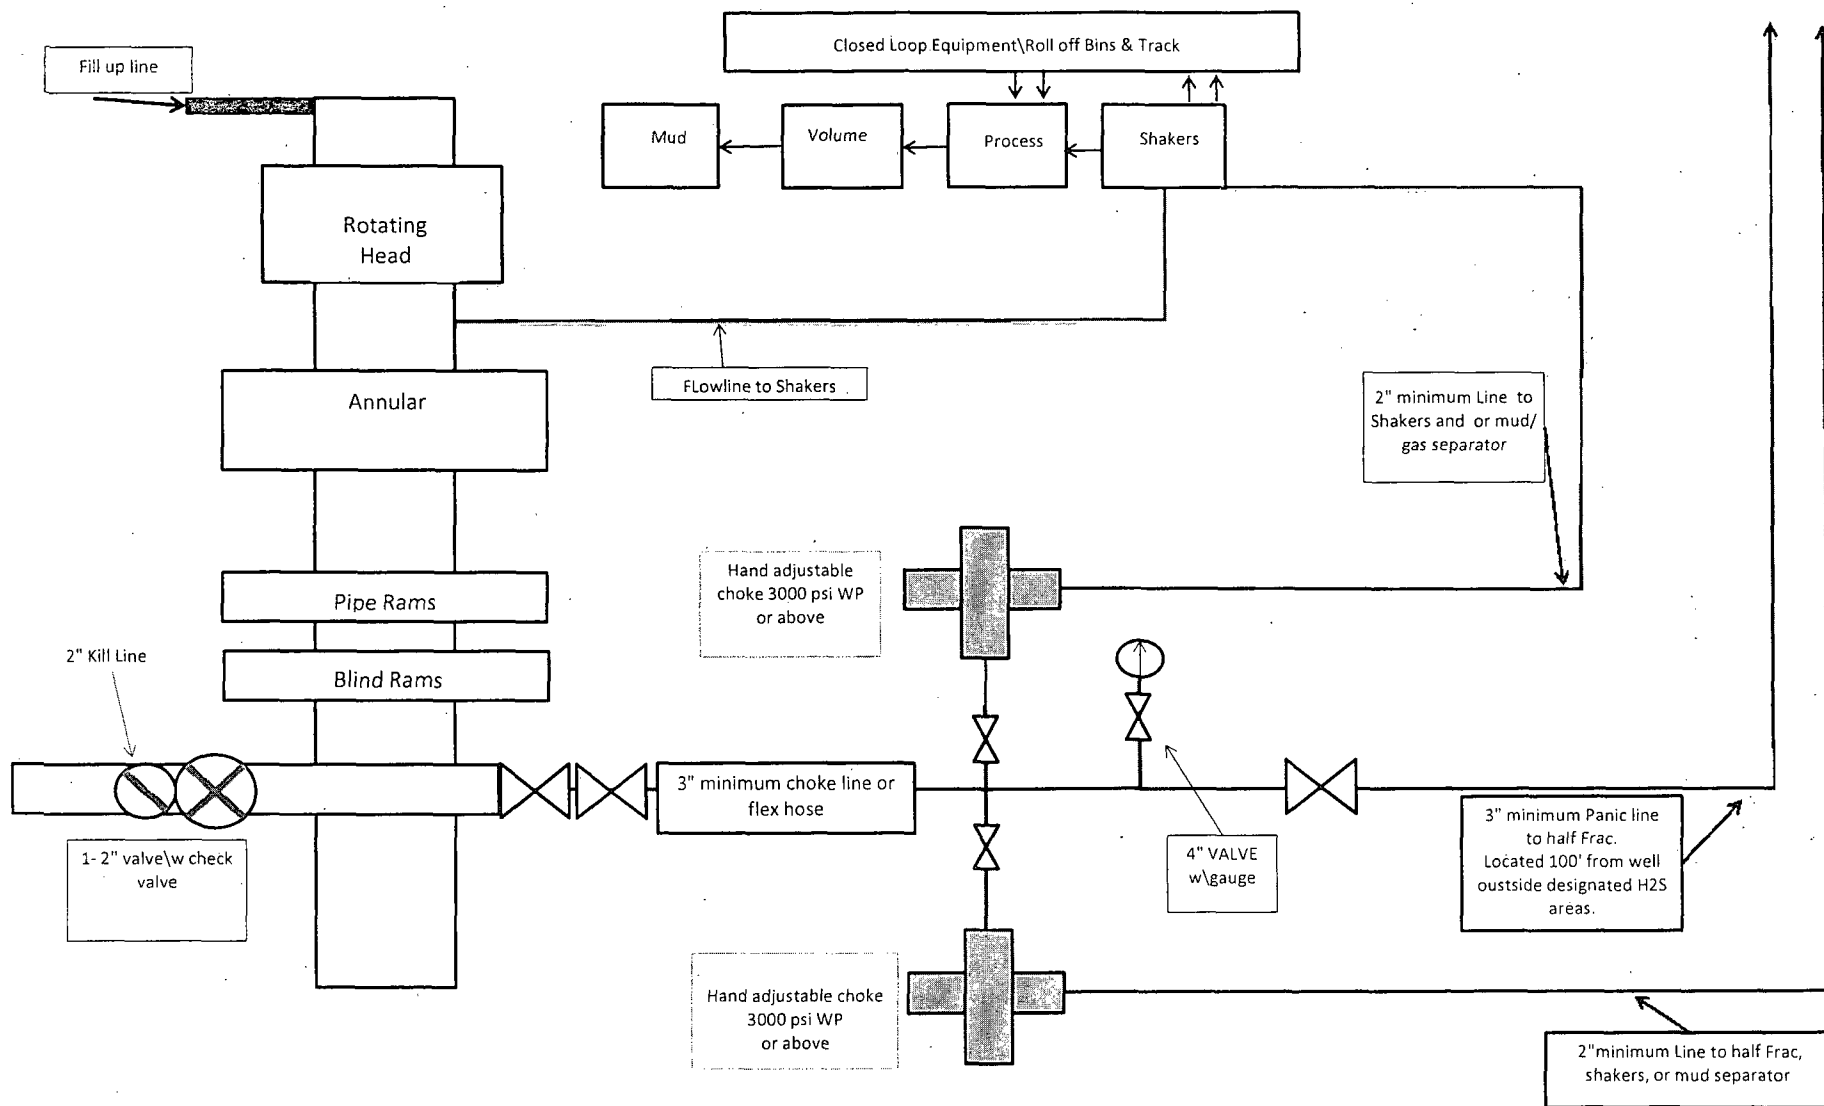 Closed Loop Equipment\Roll off Bins & Track
Fill up line
Mud
Volume
Process
Shakers
Rotating
Head
FLowline to Shakers
Annular
2" minimum Line to
Shakers and or mud/
gas separator
Hand adjustable
choke 3000 psi WP
or above
Pipe Rams
2" Kill Line
Blind Rams
3" minimum choke line or
flex hose
1- 2" valve\w check
valve
4" VALVE
w\gauge
3" minimum Panic line
to half Frac.
Located 100' from well
oustside designated H2S
areas.
Hand adjustable choke
3000 psi WP
or above
2"minimum Line to half Frac,
shakers, or mud separator